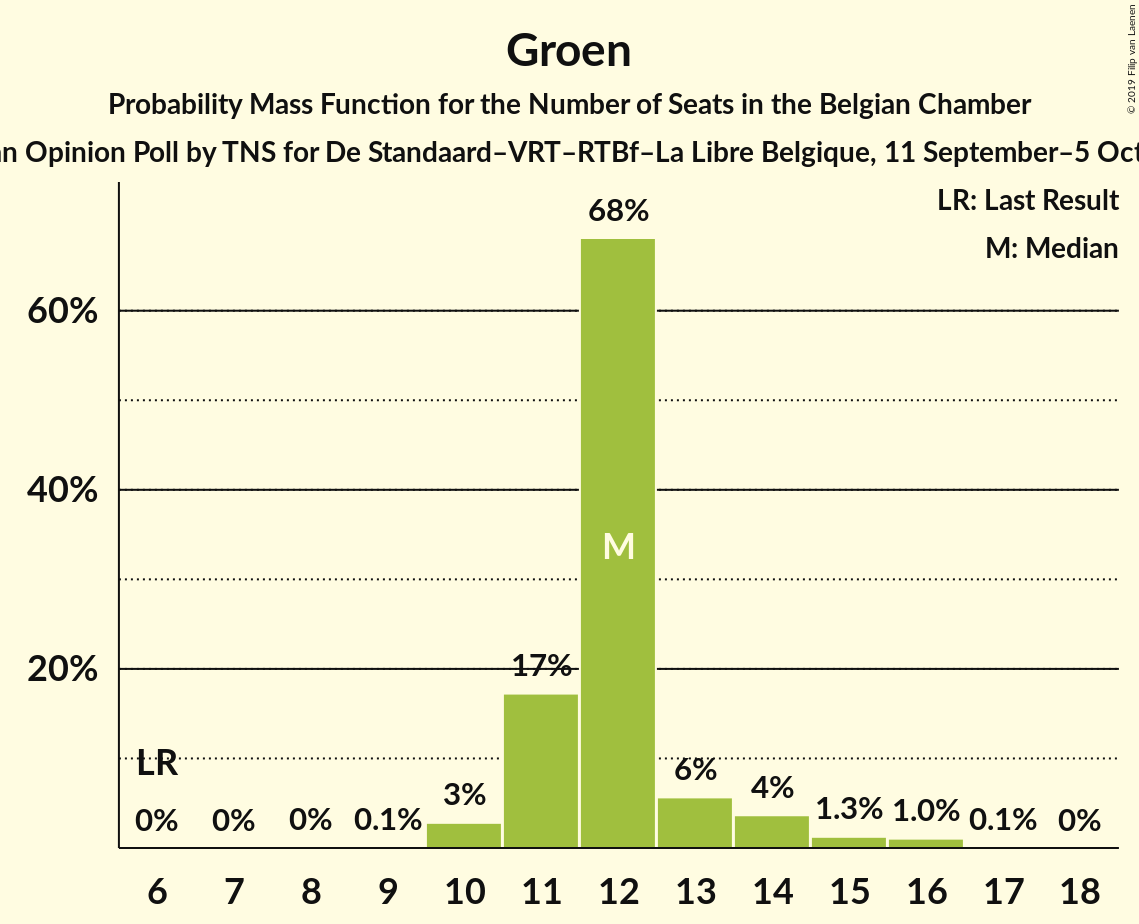 Groen
Probability Mass Function for the Number of Seats in the Belgian Chamber
n Opinion Poll by TNS for De Standaard–VRT–RTBf–La Libre Belgique, 11 September–5 Oct
© 2019 Filip van Laenen
LR: Last Result
M: Median
68%
60%
40%
M
20%
17%
LR
0% 0% 0% 0.1% 3% 6% 4% 1.3% 1.0% 0.1% 0%
6 7 8 9 10 11 12 13 14 15 16 17 18